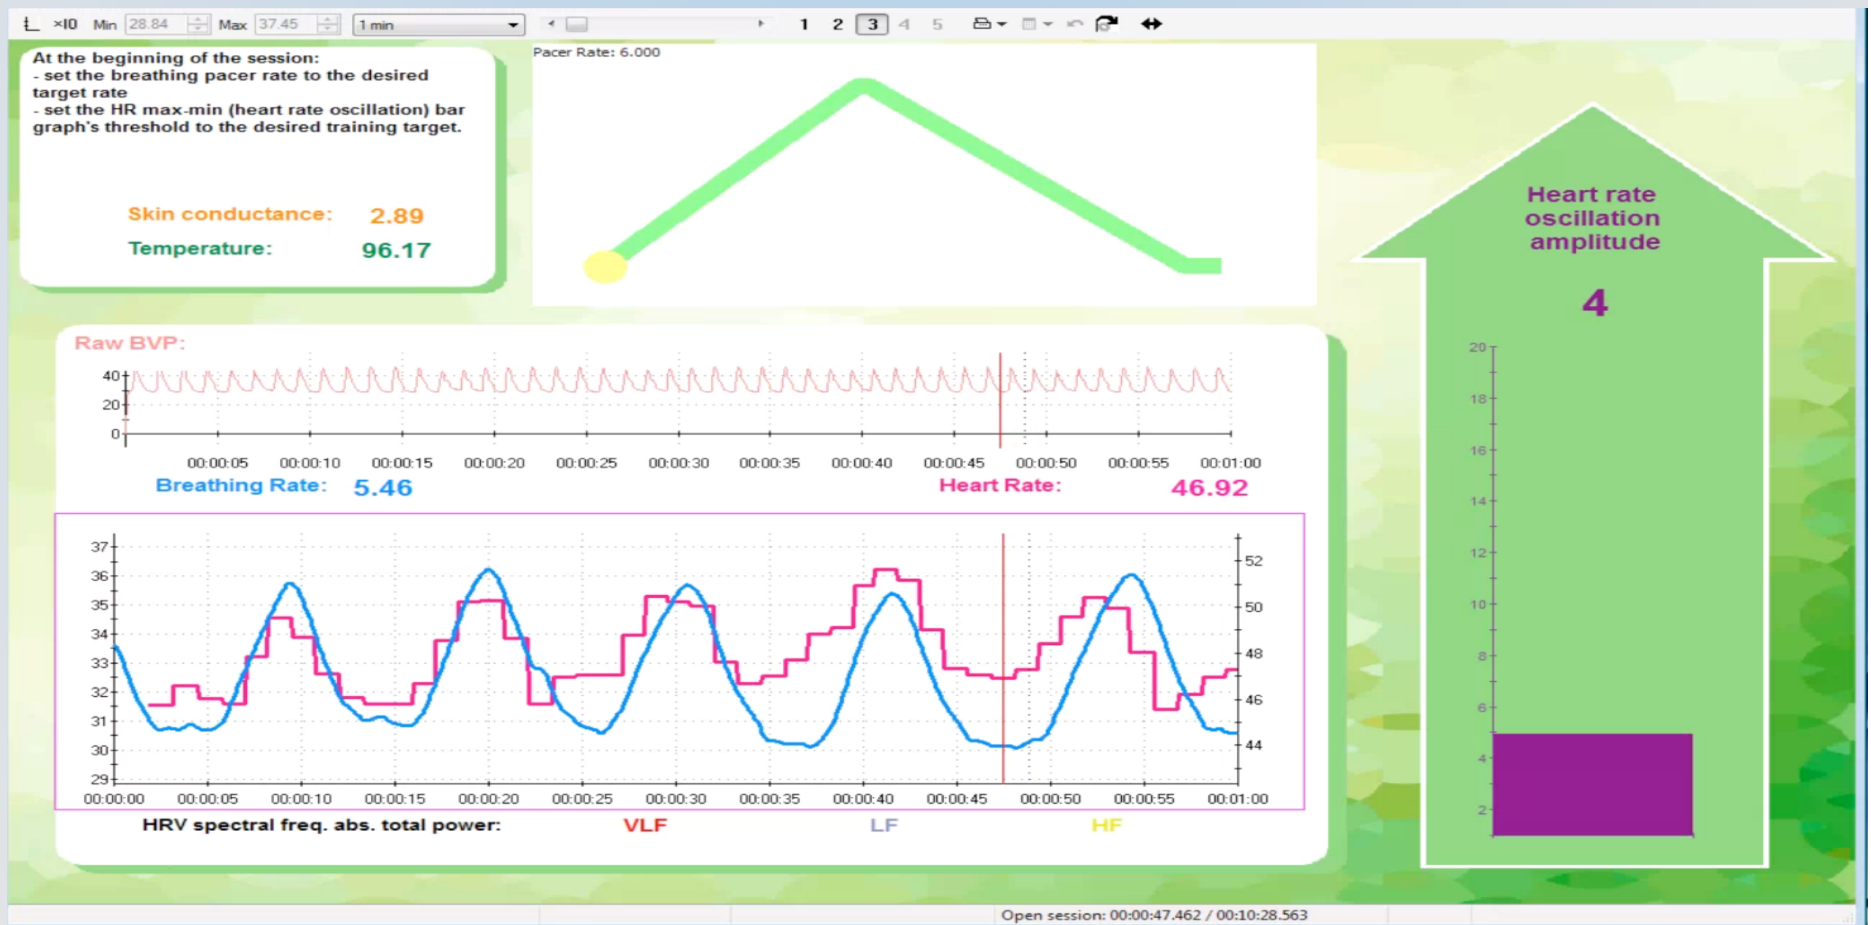 ×10 Min 28.84 Max 37.45 1 min 1 2 3 4 5
At the beginning of the session:
- set the breathing pacer rate to the desired
target rate
- set the HR max-min (heart rate oscillation) bar
graph's threshold to the desired training target.
Skin conductance: 2.89
Temperature: 96.17
Pacer Rate: 6.000
Heart rate
oscillation
amplitude
4
20
18
16
14
12
10
8
6
4
2
Raw BVP:
40
20
0
00:00:05 00:00:10 00:00:15 00:00:20 00:00:25 00:00:30 00:00:35 00:00:40 00:00:45 00:00:50 00:00:55 00:01:00
Breathing Rate: 5.46 Heart Rate: 46.92
37
36
35
34
33
32
31
30
29
52
50
48
46
44
00:00:00 00:00:05 00:00:10 00:00:15 00:00:20 00:00:25 00:00:30 00:00:35 00:00:40 00:00:45 00:00:50 00:00:55 00:01:00
HRV spectral freq. abs. total power: VLF LF HF
Open session: 00:00:47.462 / 00:10:28.563